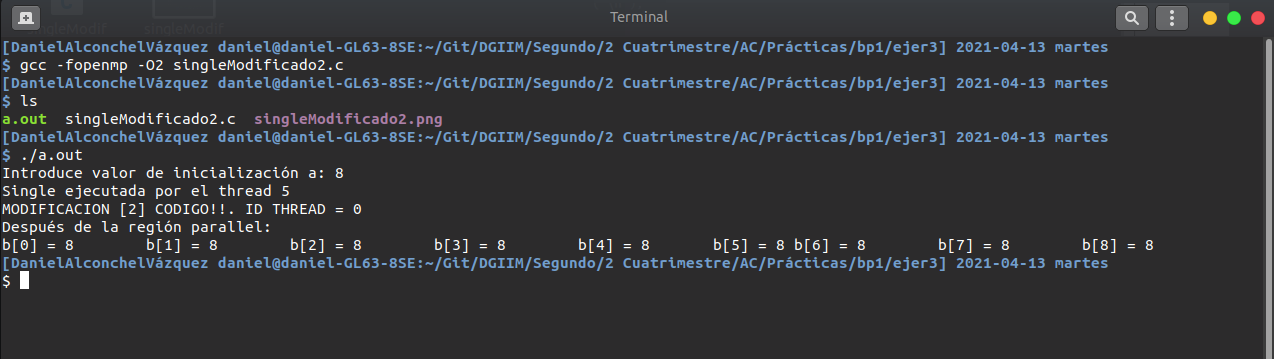 Terminal
[DanielAlconchelVázquez daniel@daniel-GL63-8SE:~/Git/DGIIM/Segundo/2 Cuatrimestre/AC/Prácticas/bp1/ejer3] 2021-04-13 martes
$ gcc -fopenmp -O2 singleModificado2.c
[DanielAlconchelVázquez daniel@daniel-GL63-8SE:~/Git/DGIIM/Segundo/2 Cuatrimestre/AC/Prácticas/bp1/ejer3] 2021-04-13 martes
$ ls
a.out  singleModificado2.c  singleModificado2.png
[DanielAlconchelVázquez daniel@daniel-GL63-8SE:~/Git/DGIIM/Segundo/2 Cuatrimestre/AC/Prácticas/bp1/ejer3] 2021-04-13 martes
$ ./a.out
Introduce valor de inicialización a: 8
Single ejecutada por el thread 5
MODIFICACION [2] CODIGO!!. ID THREAD = 0
Después de la región parallel:
b[0] = 8        b[1] = 8        b[2] = 8        b[3] = 8        b[4] = 8       b[5] = 8 b[6] = 8        b[7] = 8        b[8] = 8
[DanielAlconchelVázquez daniel@daniel-GL63-8SE:~/Git/DGIIM/Segundo/2 Cuatrimestre/AC/Prácticas/bp1/ejer3] 2021-04-13 martes
$